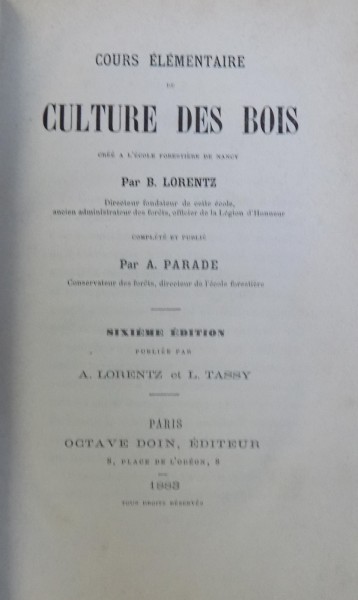 COURS ÉLÉMENTAIRE
DE
CULTURE DES BOIS
CRÉÉ A L'ÉCOLE FORESTIÈRE DE NANCY
Par B. LORENTZ
Directeur fondateur de cette école,
ancien administrateur des forêts, officier de la Légion d'Honneur
COMPLÉTÉ ET PUBLIÉ
Par A. PARADE
Conservateur des forêts, directeur de l'école forestière
SIXIÈME ÉDITION
PUBLIÉE PAR
A. LORENTZ et L. TASSY
PARIS
OCTAVE DOIN, ÉDITEUR
8, PLACE DE L'ODÉON, 8
1883
TOUS DROITS RÉSERVÉS